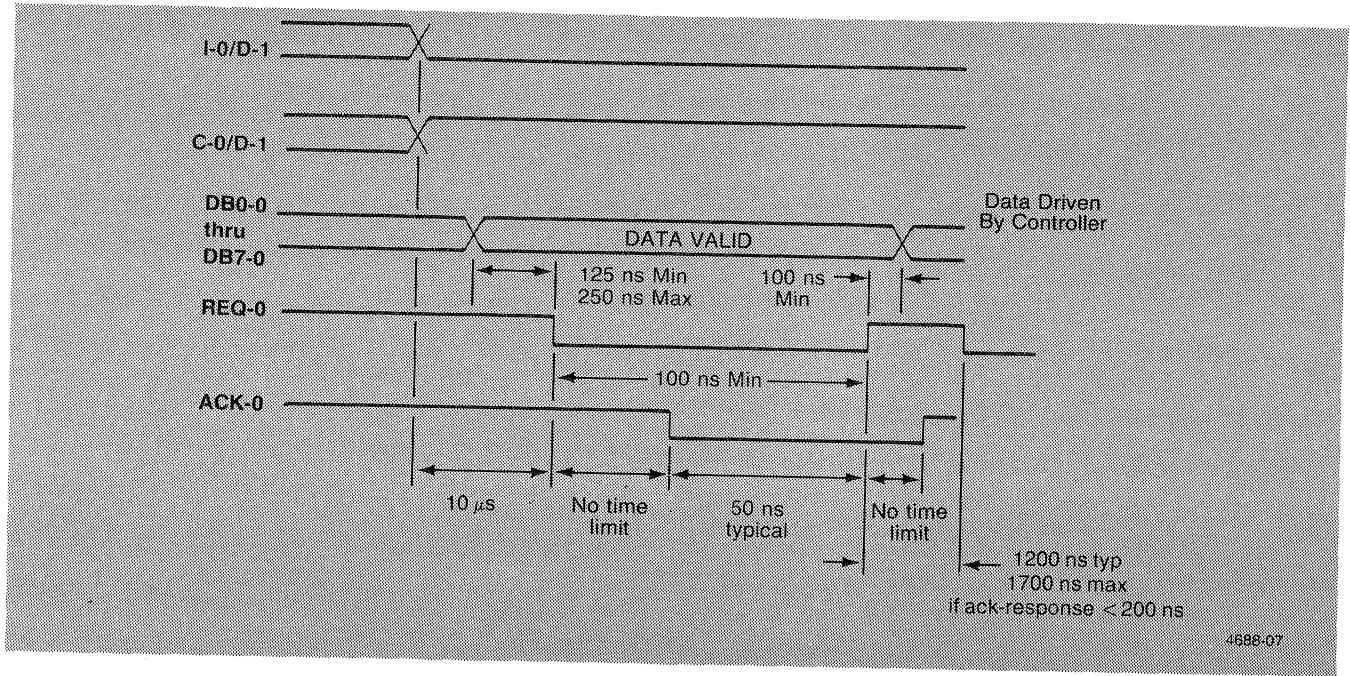 I-0/D-1
C-0/D-1
DB0-0
thru
DB7-0
DATA VALID
Data Driven
By Controller
125 ns Min
250 ns Max
100 ns
Min
REQ-0
100 ns Min
ACK-0
10 μs
No time
limit
50 ns
typical
No time
limit
1200 ns typ
1700 ns max
if ack-response < 200 ns
4688-07